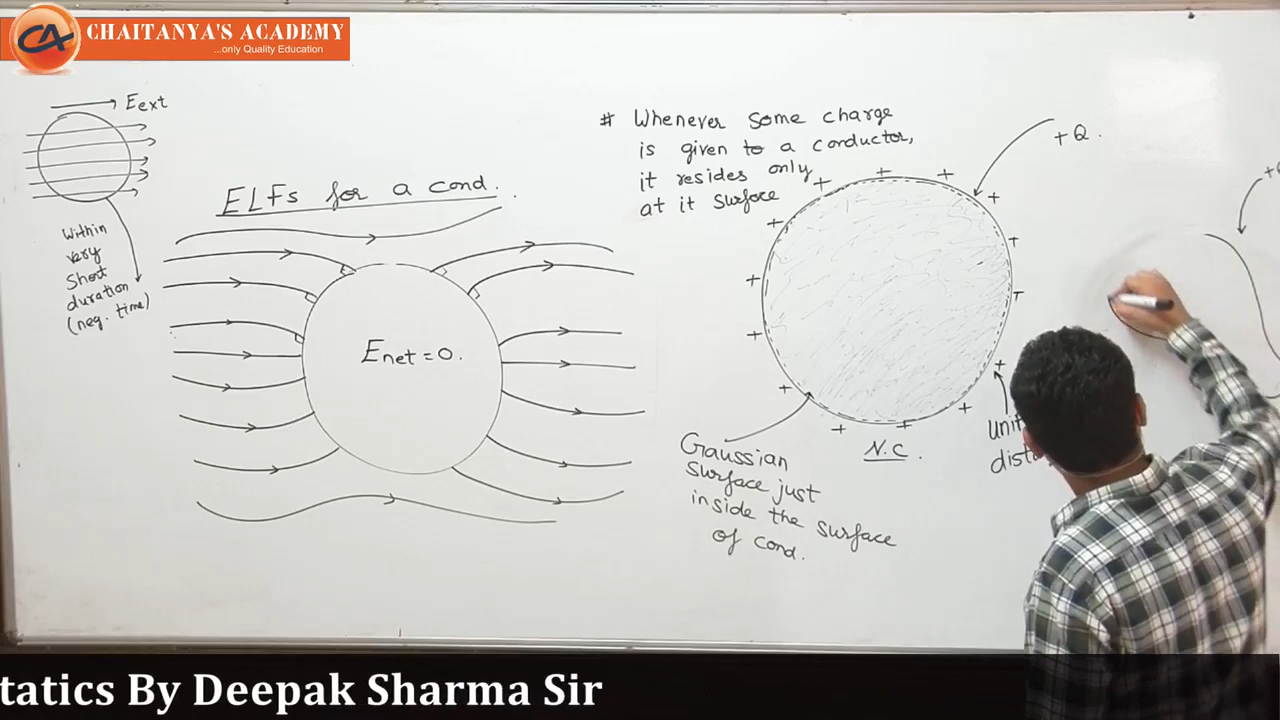 CHAITANYA'S ACADEMY
...only Quality Education
CA
Eext
Within
very
Short
duration
(neg. time)
ELFs for a cond.
Enet = 0.
# Whenever some charge
is given to a conductor,
it resides only
at it surface
+Q.
N.C.
Gaussian
surface just
inside the surface
of cond.
tatics By Deepak Sharma Sir